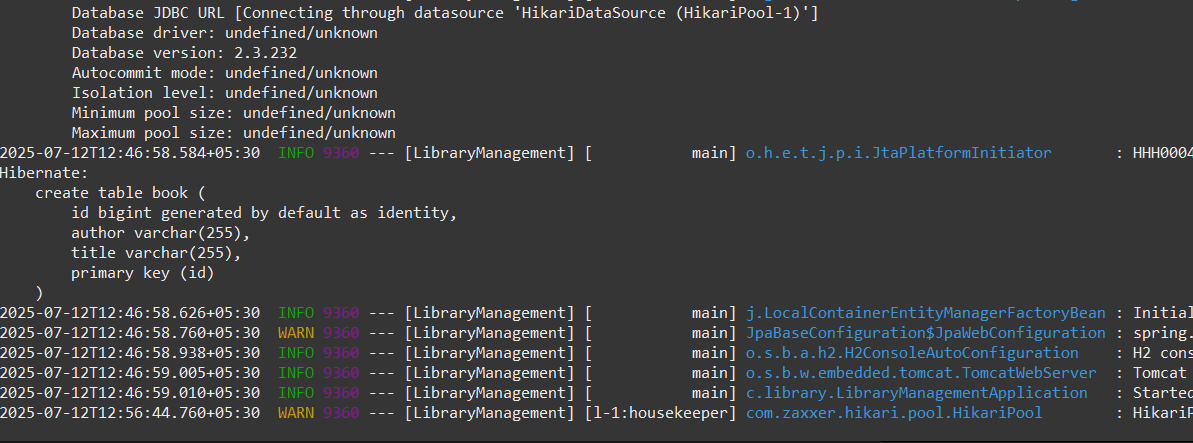 Database JDBC URL [Connecting through datasource 'HikariDataSource (HikariPool-1)']
Database driver: undefined/unknown
Database version: 2.3.232
Autocommit mode: undefined/unknown
Isolation level: undefined/unknown
Minimum pool size: undefined/unknown
Maximum pool size: undefined/unknown
2025-07-12T12:46:58.584+05:30  INFO 9360 --- [LibraryManagement] [           main] o.h.e.t.j.p.i.JtaPlatformInitiator       : HHH0004
Hibernate:
    create table book (
        id bigint generated by default as identity,
        author varchar(255),
        title varchar(255),
        primary key (id)
    )
2025-07-12T12:46:58.626+05:30  INFO 9360 --- [LibraryManagement] [           main] j.LocalContainerEntityManagerFactoryBean : Initial
2025-07-12T12:46:58.760+05:30  WARN 9360 --- [LibraryManagement] [           main] JpaBaseConfiguration$JpaWebConfiguration : spring.
2025-07-12T12:46:58.938+05:30  INFO 9360 --- [LibraryManagement] [           main] o.s.b.a.h2.H2ConsoleAutoConfiguration    : H2 cons
2025-07-12T12:46:59.005+05:30  INFO 9360 --- [LibraryManagement] [           main] o.s.b.w.embedded.tomcat.TomcatWebServer  : Tomcat
2025-07-12T12:46:59.010+05:30  INFO 9360 --- [LibraryManagement] [           main] c.library.LibraryManagementApplication   : Started
2025-07-12T12:56:44.760+05:30  WARN 9360 --- [LibraryManagement] [l-1:housekeeper] com.zaxxer.hikari.pool.HikariPool        : HikariP